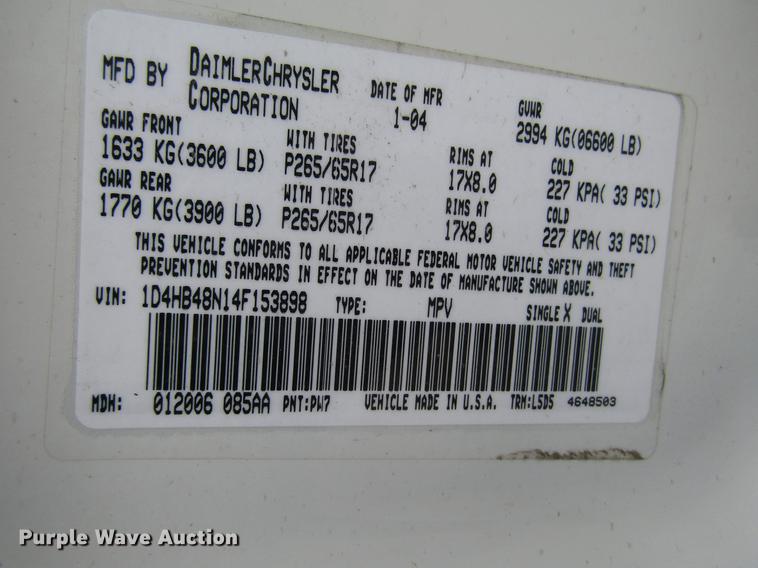 MFD BY DAIMLERCHRYSLER CORPORATION DATE OF MFR 1-04 GVWR 2994 KG(06600 LB)
GAWR FRONT WITH TIRES RIMS AT COLD
1633 KG(3600 LB) P265/65R17 17X8.0 227 KPA( 33 PSI)
GAWR REAR WITH TIRES RIMS AT COLD
1770 KG(3900 LB) P265/65R17 17X8.0 227 KPA( 33 PSI)
THIS VEHICLE CONFORMS TO ALL APPLICABLE FEDERAL MOTOR VEHICLE SAFETY AND THEFT
PREVENTION STANDARDS IN EFFECT ON THE DATE OF MANUFACTURE SHOWN ABOVE.
VIN: 1D4HB48N14F153898 TYPE: MPV SINGLE X DUAL
MDH: 012006 085AA PNT:PW7 VEHICLE MADE IN U.S.A. TRM:L5D5 4648503
Purple Wave Auction